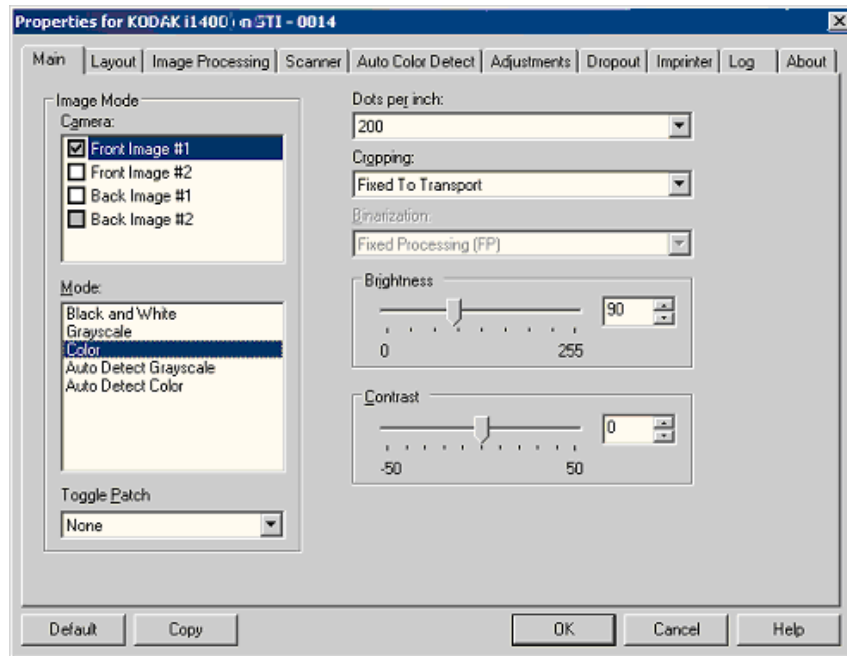 Properties for KODAK i1400 on STI - 0014
Main Layout Image Processing Scanner Auto Color Detect Adjustments Dropout Imprinter Log About
Image Mode
Camera:
Front Image #1
Front Image #2
Back Image #1
Back Image #2
Mode:
Black and White
Grayscale
Color
Auto Detect Grayscale
Auto Detect Color
Toggle Patch
None
Dots per inch:
200
Cropping:
Fixed To Transport
Binarization:
Fixed Processing (FP)
Brightness
90
0 255
Contrast
0
-50 50
Default Copy OK Cancel Help